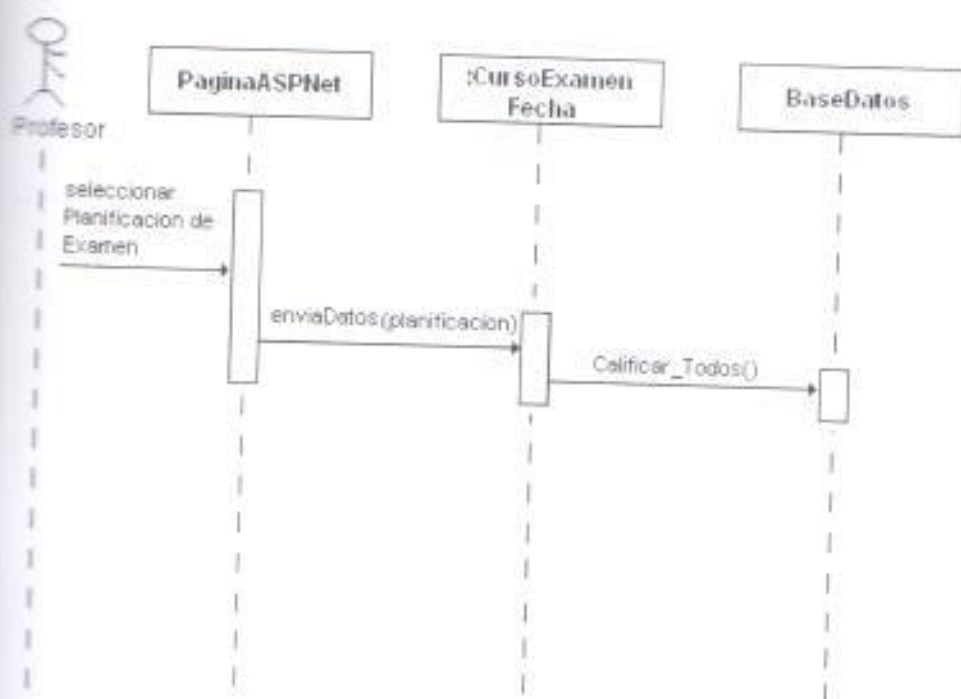 PaginaASPNet
:CursoExamen
Fecha
BaseDatos
Profesor
seleccionar
Planificacion de
Examen
enviaDatos(planificacion)
Calificar_Todos()